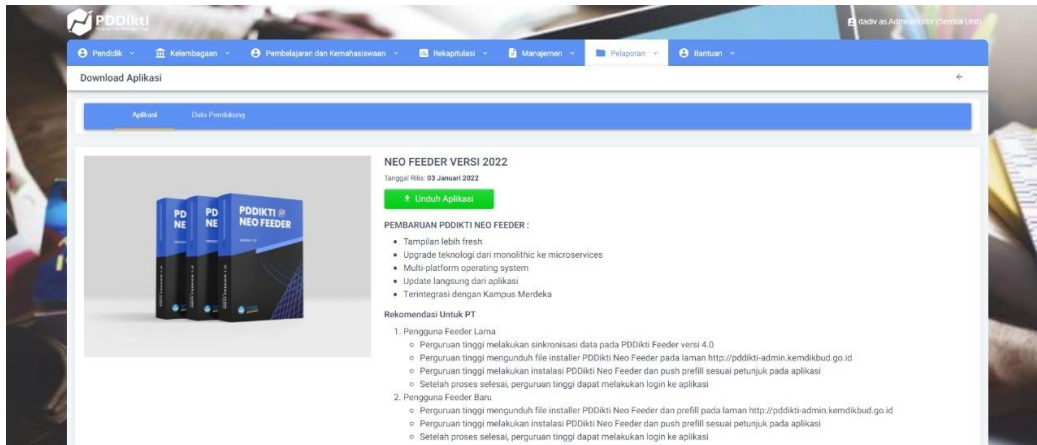 PDDikti
dadiv as Administrator (Semua Unit)
Pendidik
Kelembagaan
Pembelajaran dan Kemahasiswaan
Rekapitulasi
Manajemen
Pelaporan
Bantuan
Download Aplikasi
Aplikasi
Data Pendukung
PD
NE
PD
NE
PDDIKTI
NEO FEEDER
NEO FEEDER VERSI 2022
Tanggal Rilis: 03 Januari 2022
Unduh Aplikasi
PEMBARUAN PDDIKTI NEO FEEDER :
• Tampilan lebih fresh
• Upgrade teknologi dari monolithic ke microservices
• Multi-platform operating system
• Update langsung dari aplikasi
• Terintegrasi dengan Kampus Merdeka
Rekomendasi Untuk PT
1. Pengguna Feeder Lama
○ Perguruan tinggi melakukan sinkronisasi data pada PDDikti Feeder versi 4.0
○ Perguruan tinggi mengunduh file installer PDDikti Neo Feeder pada laman http://pddikti-admin.kemdikbud.go.id
○ Perguruan tinggi melakukan instalasi PDDikti Neo Feeder dan push prefill sesuai petunjuk pada aplikasi
○ Setelah proses selesai, perguruan tinggi dapat melakukan login ke aplikasi
2. Pengguna Feeder Baru
○ Perguruan tinggi mengunduh file installer PDDikti Neo Feeder dan prefill pada laman http://pddikti-admin.kemdikbud.go.id
○ Perguruan tinggi melakukan instalasi PDDikti Neo Feeder dan push prefill sesuai petunjuk pada aplikasi
○ Setelah proses selesai, perguruan tinggi dapat melakukan login ke aplikasi